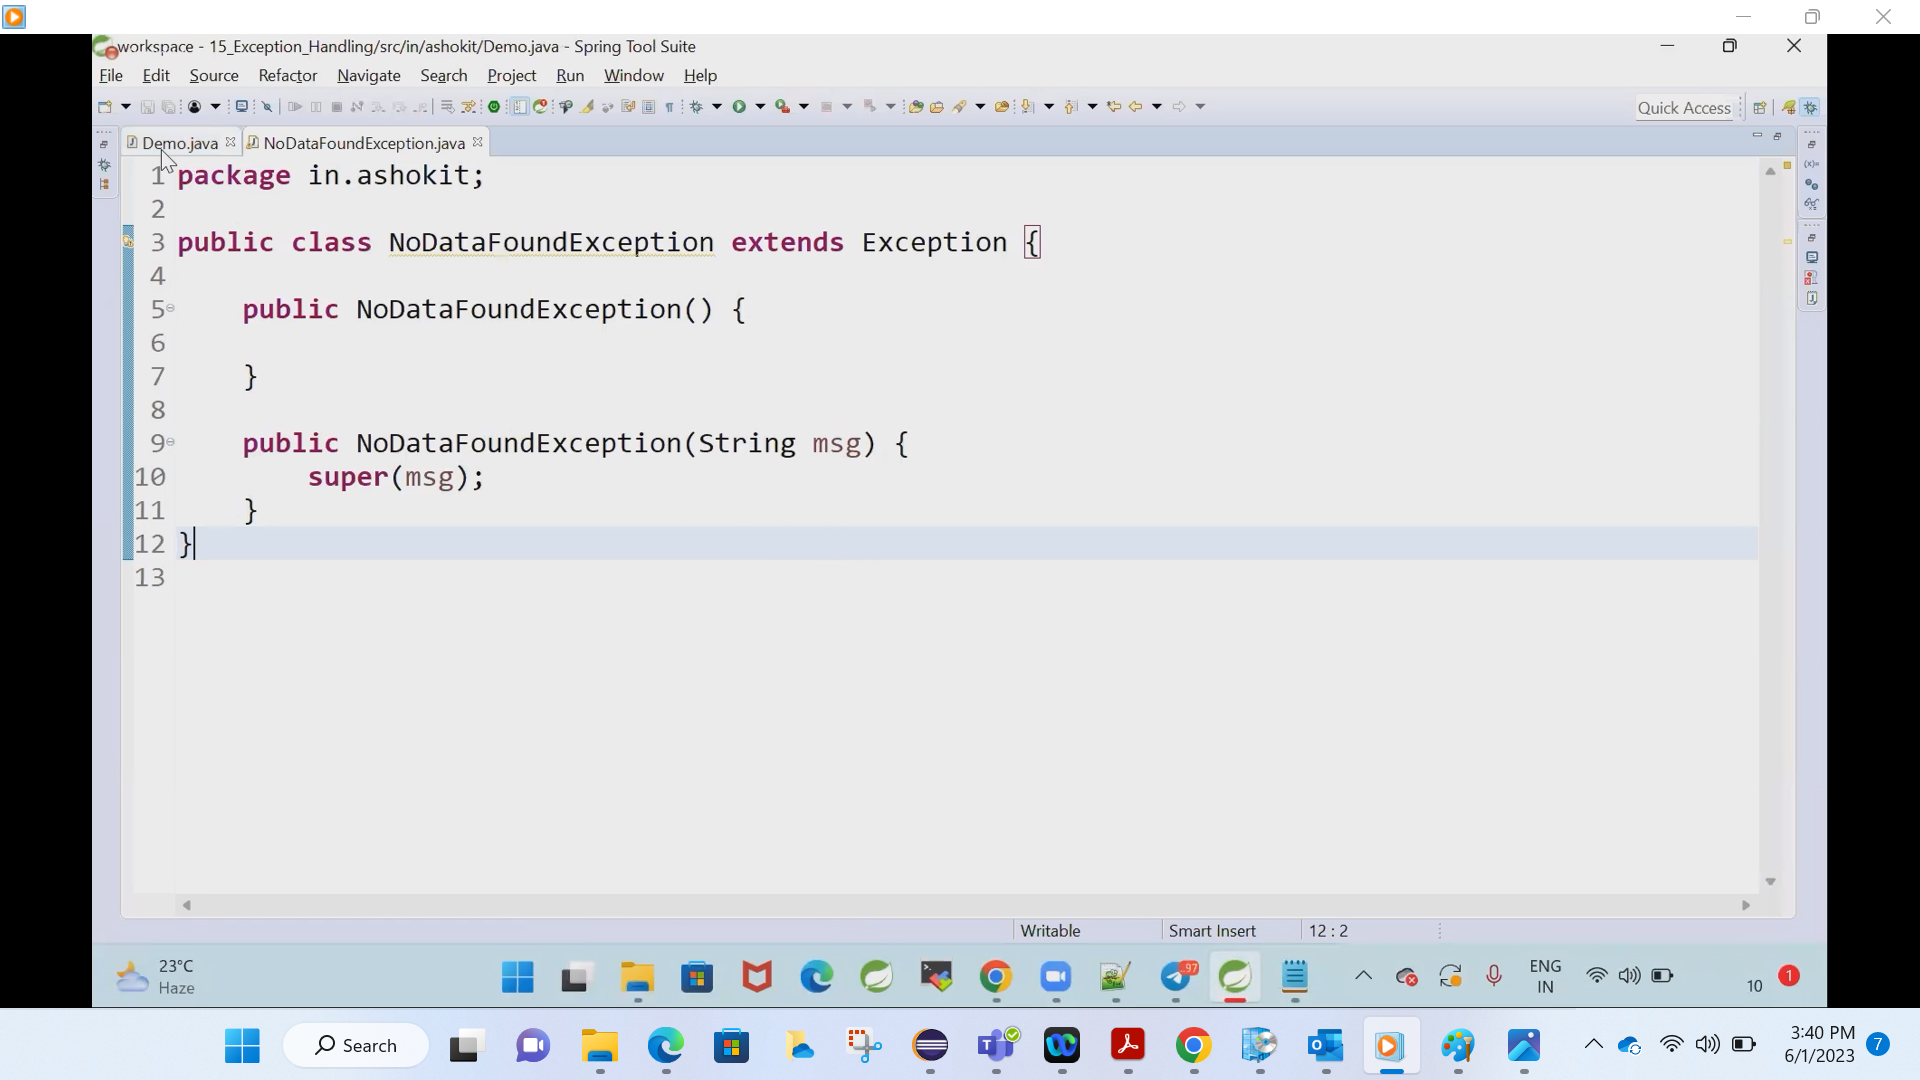 workspace - 15_Exception_Handling/src/in/ashokit/Demo.java - Spring Tool Suite
File Edit Source Refactor Navigate Search Project Run Window Help
Quick Access
Demo.java NoDataFoundException.java
1 package in.ashokit;
2
3 public class NoDataFoundException extends Exception {
4
5 public NoDataFoundException() {
6
7 }
8
9 public NoDataFoundException(String msg) {
10 super(msg);
11 }
12 }
13
Writable Smart Insert 12 : 2
23°C
Haze
97
ENG
IN
10 1
Search
3:40 PM
6/1/2023
7